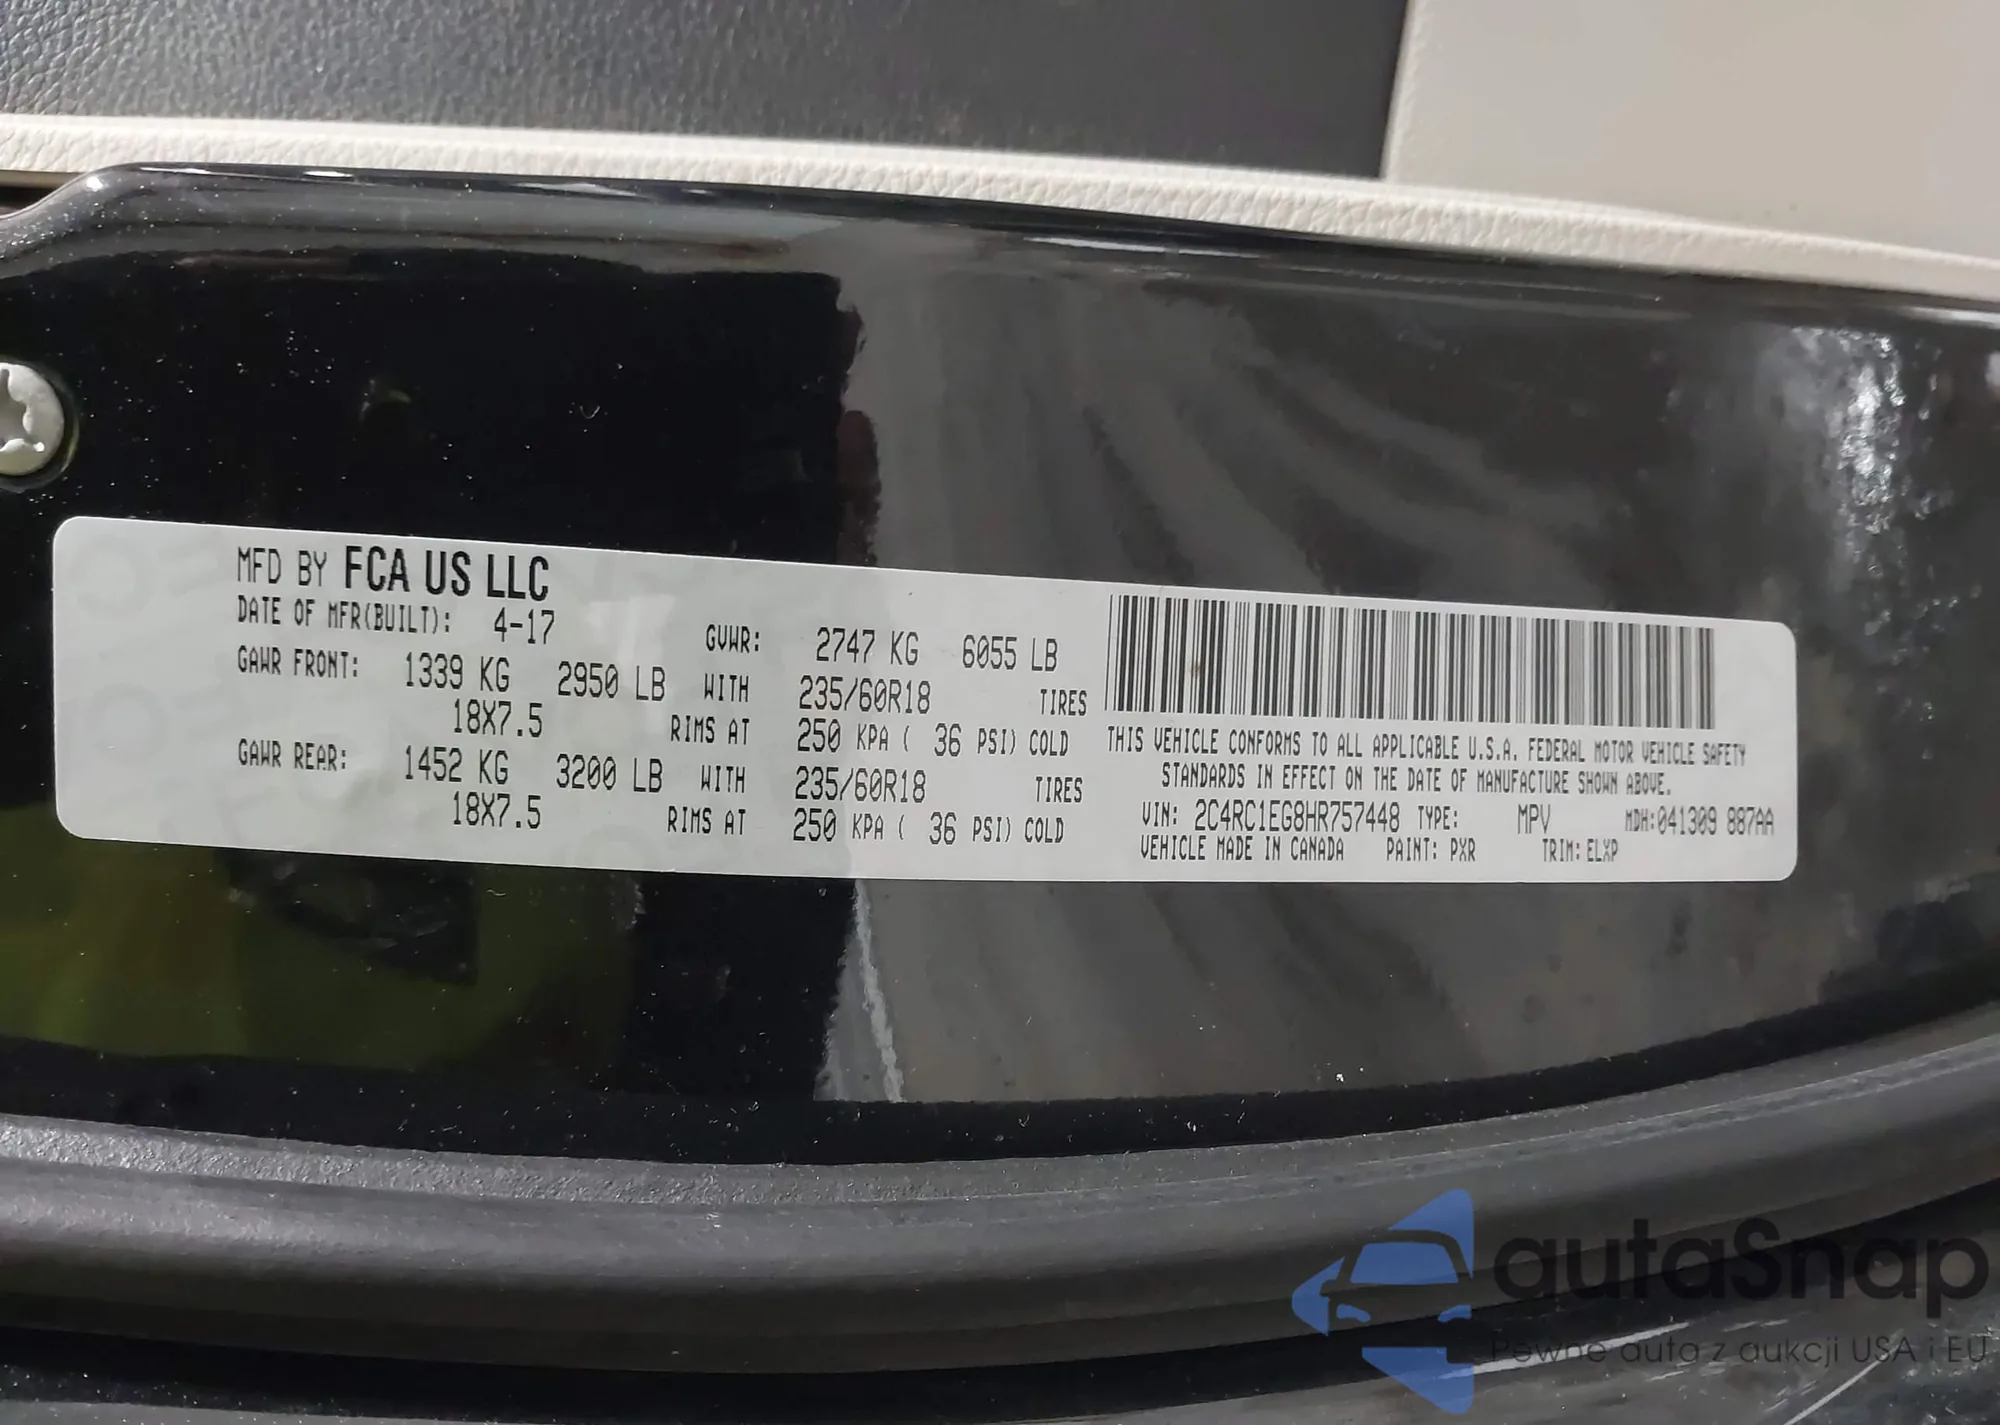 MFD BY FCA US LLC
DATE OF MFR(BUILT): 4-17
GVWR: 2747 KG 6055 LB
GAWR FRONT: 1339 KG 2950 LB WITH 235/60R18 TIRES
18X7.5 RIMS AT 250 KPA ( 36 PSI) COLD
GAWR REAR: 1452 KG 3200 LB WITH 235/60R18 TIRES
18X7.5 RIMS AT 250 KPA ( 36 PSI) COLD
THIS VEHICLE CONFORMS TO ALL APPLICABLE U.S.A. FEDERAL MOTOR VEHICLE SAFETY
STANDARDS IN EFFECT ON THE DATE OF MANUFACTURE SHOWN ABOVE.
VIN: 2C4RC1EG8HR757448 TYPE: MPV MDH:041309 887AA
VEHICLE MADE IN CANADA PAINT: PXR TRIM: ELXP
autaSnap
Pewne auta z aukcji USA i EU